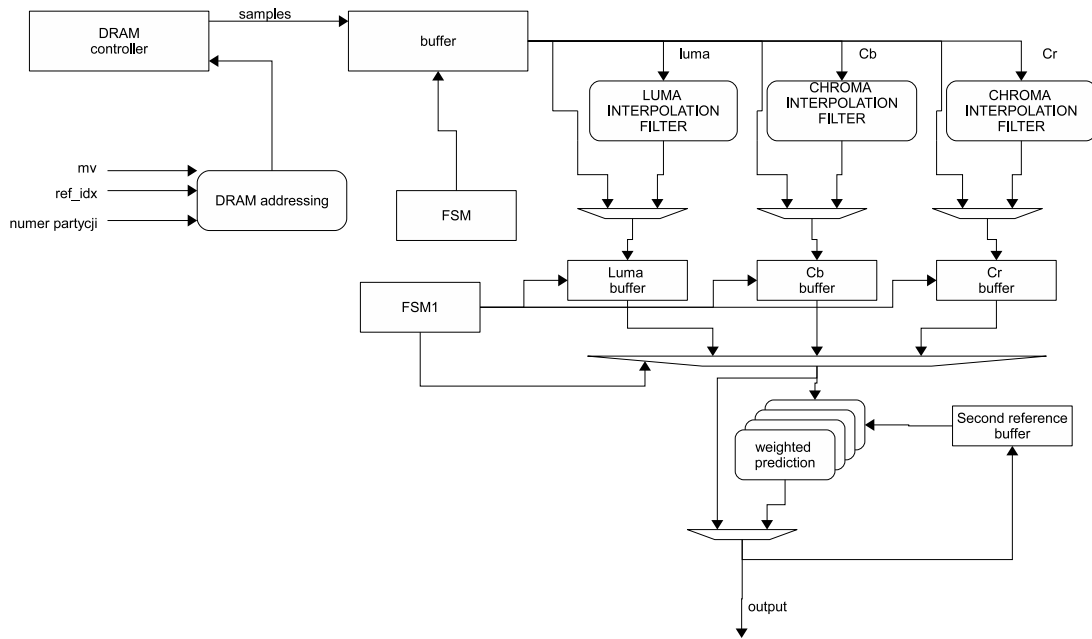 samples
DRAM
controller
buffer
luma
Cb
Cr
LUMA
INTERPOLATION
FILTER
CHROMA
INTERPOLATION
FILTER
CHROMA
INTERPOLATION
FILTER
mv
ref_idx
numer partycji
DRAM addressing
FSM
Luma
buffer
Cb
buffer
Cr
buffer
FSM1
Second reference
buffer
weighted
prediction
output